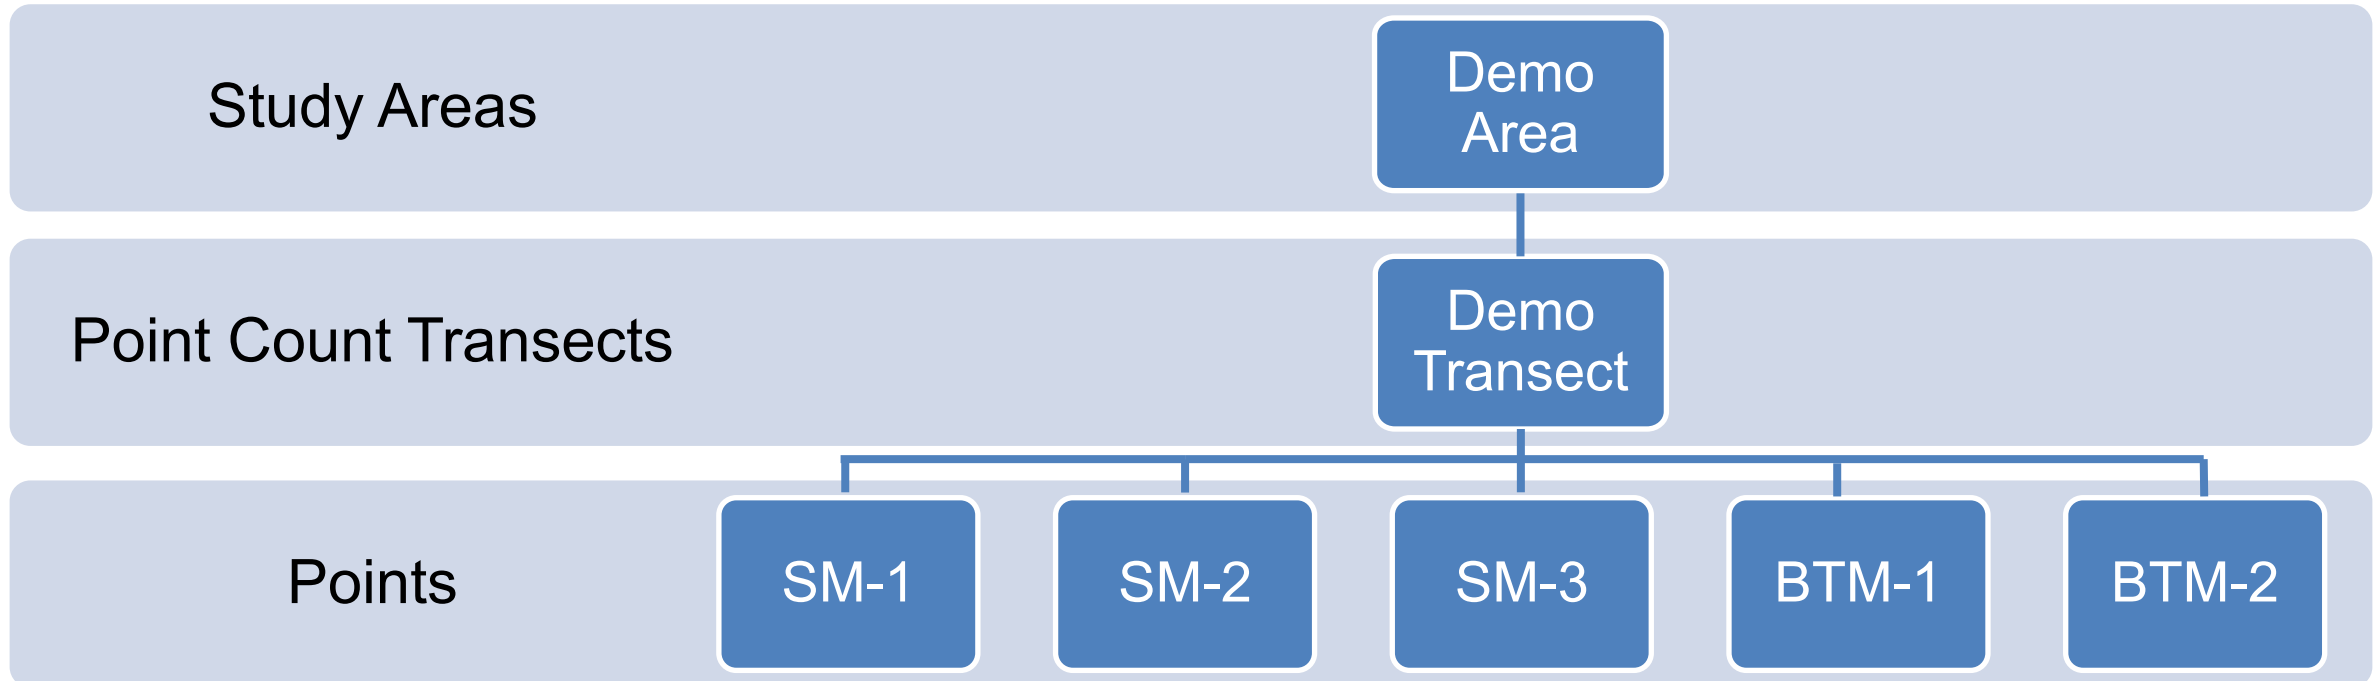 Study Areas
Demo
Area
Point Count Transects
Demo
Transect
Points
SM-1
SM-2
SM-3
BTM-1
BTM-2